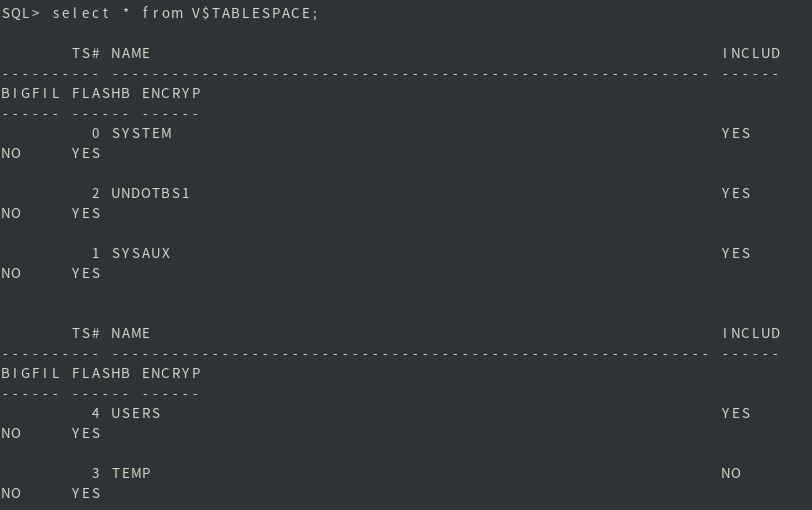 SQL> select * from V$TABLESPACE;
       TS# NAME                                                         INCLUD
---------- ------------------------------------------------------------ ------
BIGFIL FLASHB ENCRYP
------ ------ ------
         0 SYSTEM                                                       YES
NO     YES
         2 UNDOTBS1                                                     YES
NO     YES
         1 SYSAUX                                                       YES
NO     YES
       TS# NAME                                                         INCLUD
---------- ------------------------------------------------------------ ------
BIGFIL FLASHB ENCRYP
------ ------ ------
         4 USERS                                                        YES
NO     YES
         3 TEMP                                                         NO
NO     YES